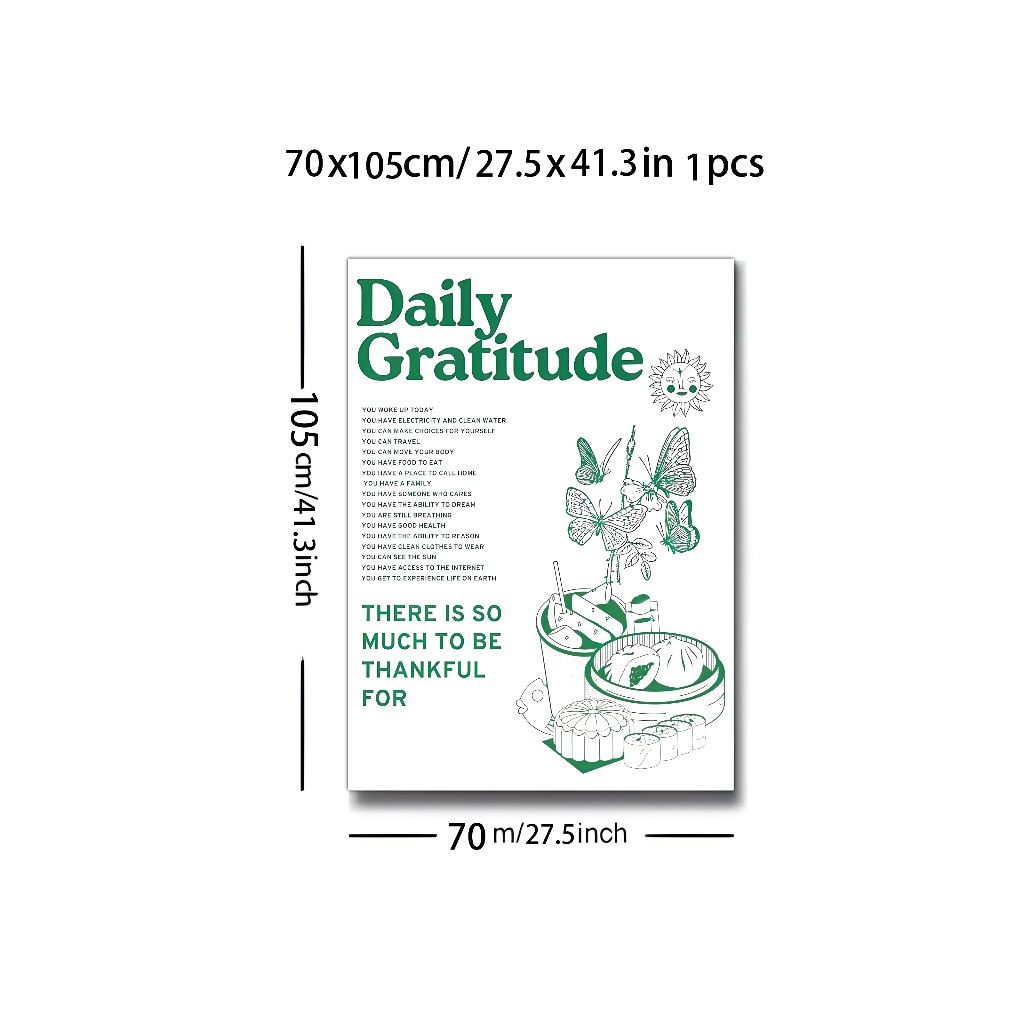 70x105cm/27.5x41.3in 1pcs
Daily
Gratitude
YOU WOKE UP TODAY
YOU HAVE ELECTRICITY AND CLEAN WATER
YOU CAN MAKE CHOICES FOR YOURSELF
YOU CAN TRAVEL
YOU CAN MOVE YOUR BODY
YOU HAVE FOOD TO EAT
YOU HAVE A PLACE TO CALL HOME
YOU HAVE A FAMILY
YOU HAVE SOMEONE WHO CARES
YOU HAVE THE ABILITY TO DREAM
YOU ARE STILL BREATHING
YOU HAVE GOOD HEALTH
YOU HAVE THE ABILITY TO REASON
YOU HAVE CLEAN CLOTHES TO WEAR
YOU CAN SEE THE SUN
YOU HAVE ACCESS TO THE INTERNET
YOU GET TO EXPERIENCE LIFE ON EARTH
THERE IS SO
MUCH TO BE
THANKFUL
FOR
105cm/41.3inch
70 m/27.5inch